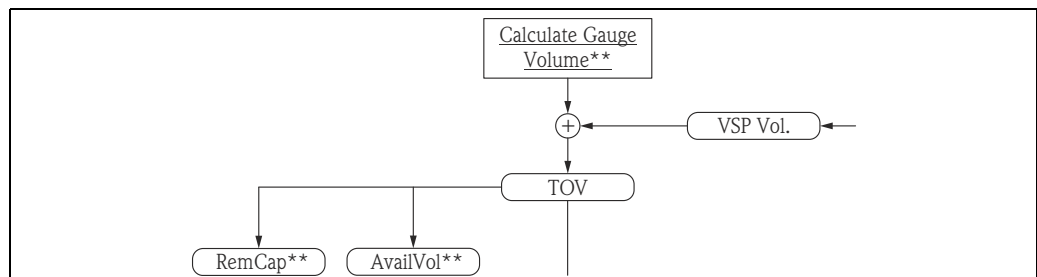 Calculate Gauge
Volume**
+
VSP Vol.
TOV
RemCap**
AvailVol**